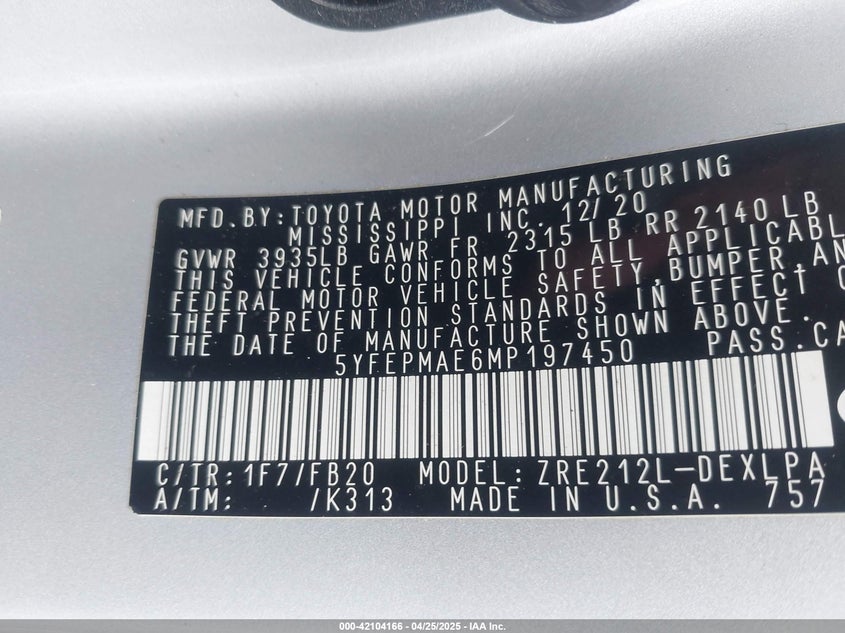 MFD.BY:TOYOTA MOTOR MANUFACTURING
MISSISSIPPI INC. 12/20
GVWR 3935LB GAWR FR 2315 LB RR 2140 LB
THIS VEHICLE CONFORMS TO ALL APPLICABL
FEDERAL MOTOR VEHICLE SAFETY,BUMPER,AN
THEFT PREVENTION STANDARDS IN EFFECT O
THE DATE OF MANUFACTURE SHOWN ABOVE.
5YFEPMAE6MP197450 PASS.CA
C/TR:1F7/FB20 MODEL:ZRE212L-DEXLPA
A/TM: /K313 MADE IN U.S.A. 757
000-42104166 - 04/25/2025 - IAA Inc.